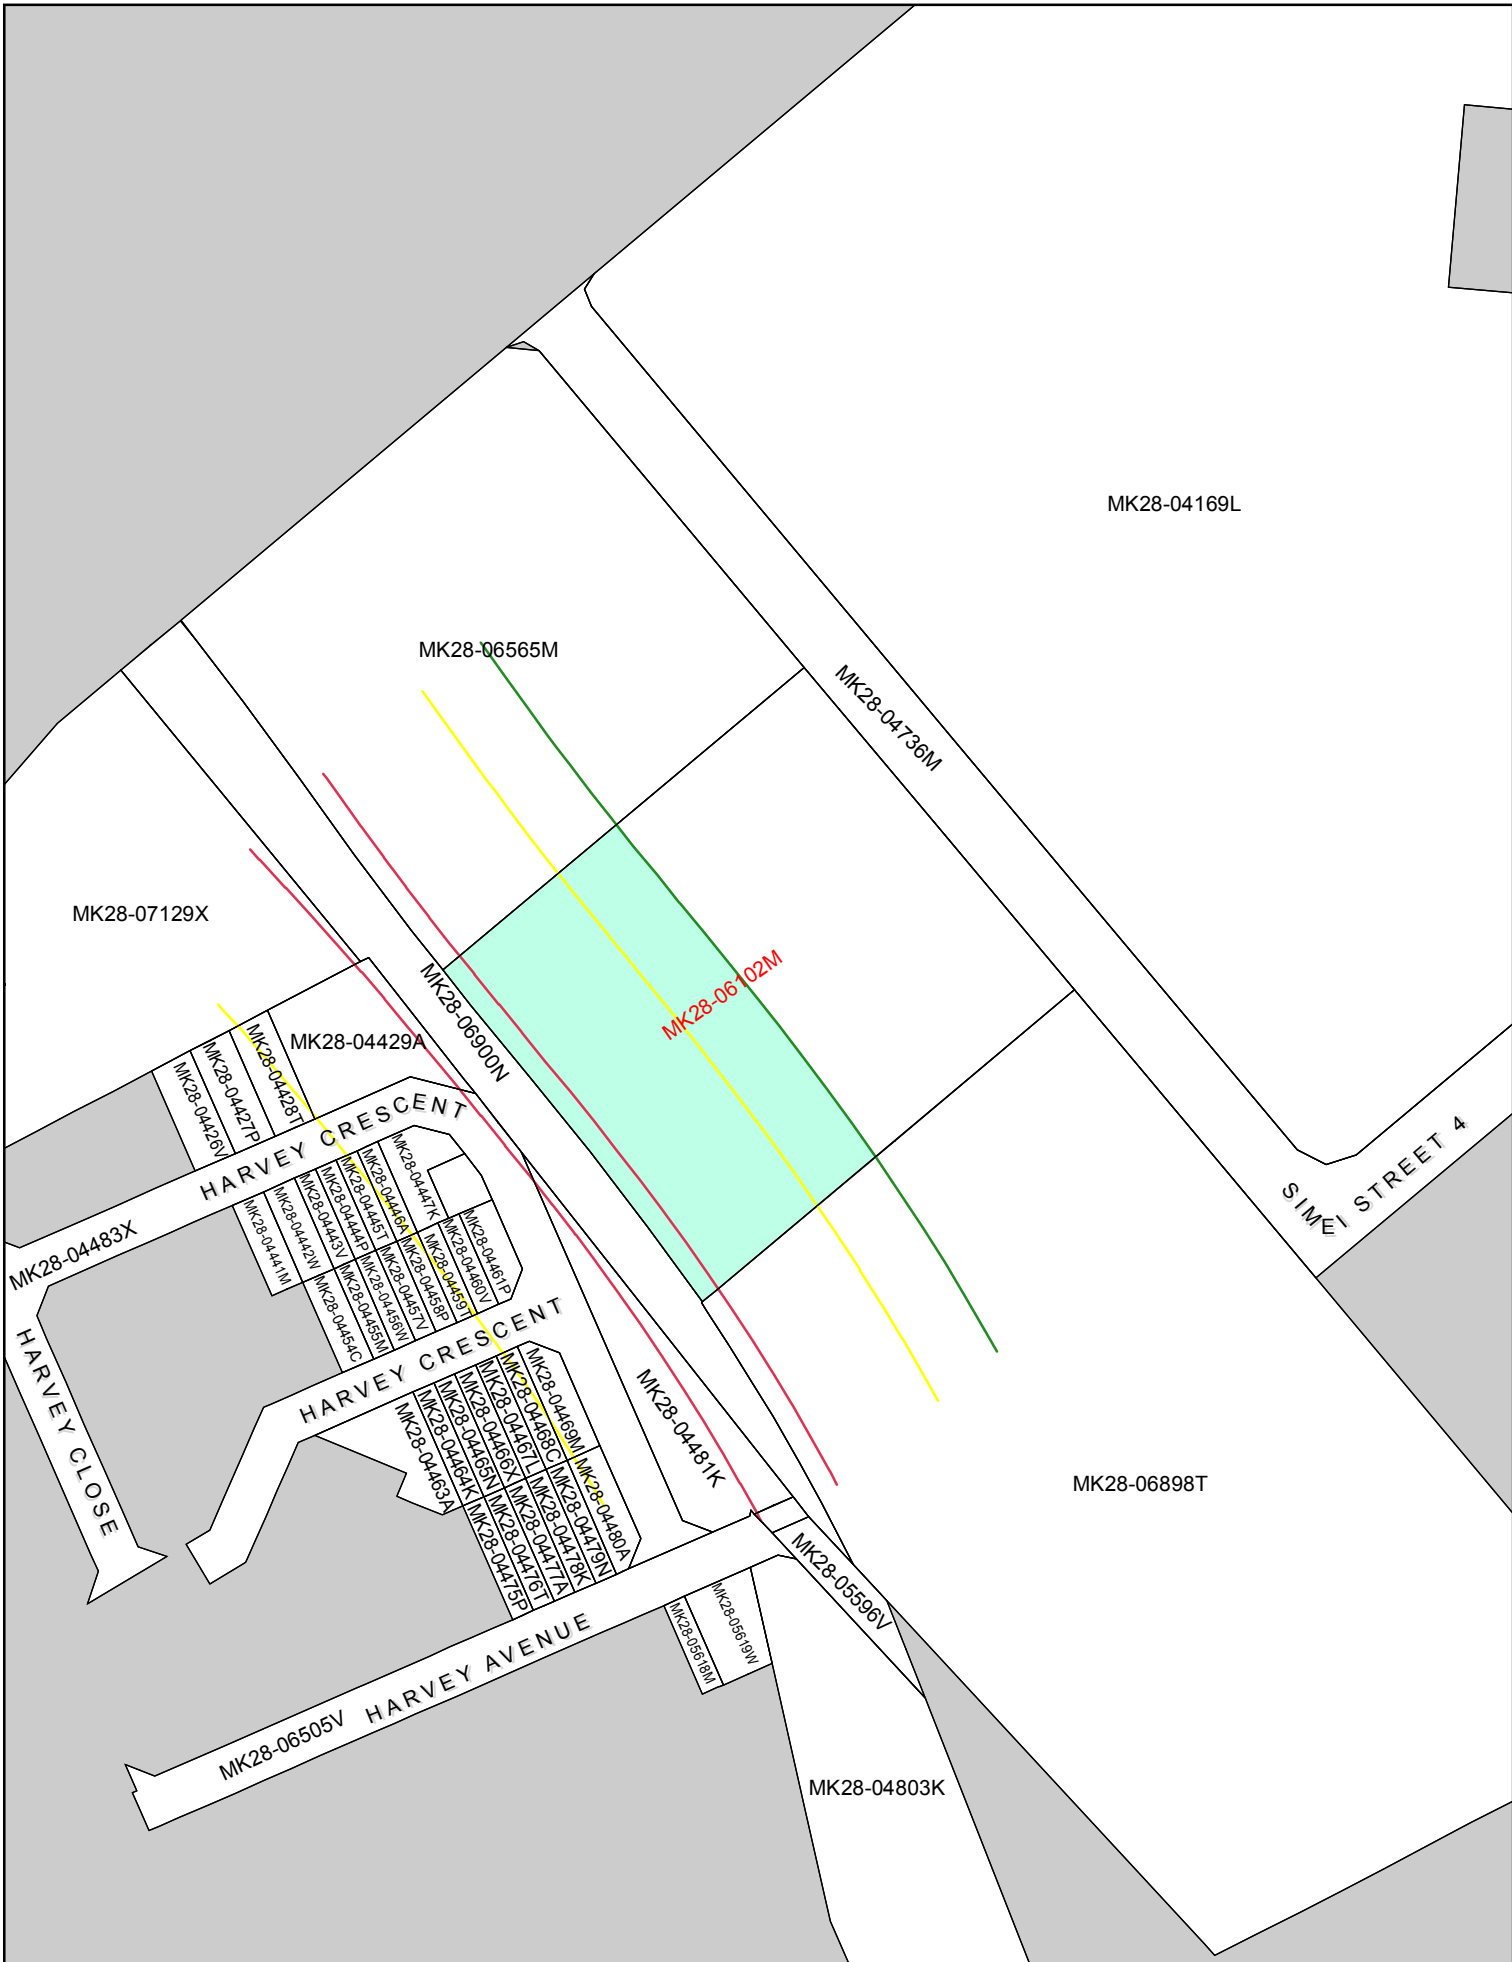 MK28-04169L
MK28-06565M
MK28-04736M
MK28-07129X
MK28-06102M
MK28-06900N
MK28-04429A
MK28-04428T
MK28-04427P
MK28-04426V
HARVEY CRESCENT
MK28-04483X
SIMEI STREET 4
MK28-04447K
MK28-04446A
MK28-04445T
MK28-04444P
MK28-04443V
MK28-04442W
MK28-04441M
MK28-04461P
MK28-04460V
MK28-04459T
MK28-04458P
MK28-04457V
MK28-04456W
MK28-04455M
MK28-04454C
HARVEY CRESCENT
HARVEY CLOSE
MK28-04481K
MK28-04469M
MK28-04468C
MK28-04467L
MK28-04466X
MK28-04465N
MK28-04464K
MK28-04463A
MK28-04480A
MK28-04479N
MK28-04478K
MK28-04477A
MK28-04476T
MK28-04475P
MK28-06898T
MK28-05596V
MK28-05619W
MK28-05618M
HARVEY AVENUE
MK28-06505V
MK28-04803K